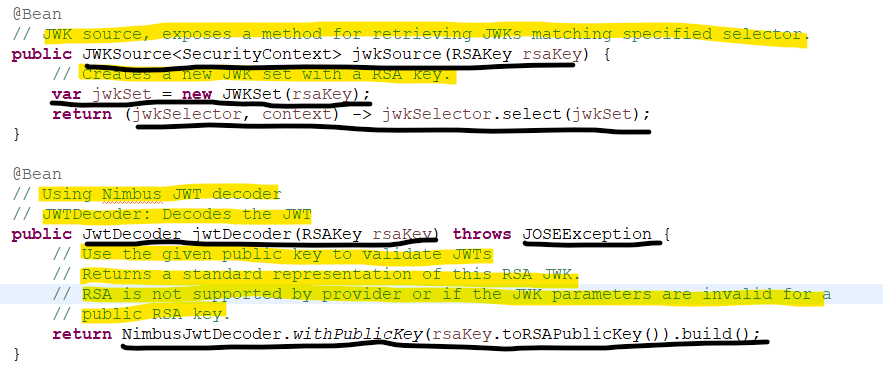 @Bean
// JWK source, exposes a method for retrieving JWKs matching specified selector.
public JWKSource<SecurityContext> jwkSource(RSAKey rsaKey) {
// Creates a new JWK set with a RSA key.
var jwkSet = new JWKSet(rsaKey);
return (jwkSelector, context) -> jwkSelector.select(jwkSet);
}
@Bean
// Using Nimbus JWT decoder
// JWTDecoder: Decodes the JWT
public JwtDecoder jwtDecoder(RSAKey rsaKey) throws JOSEException {
// Use the given public key to validate JWTs
// Returns a standard representation of this RSA JWK.
// RSA is not supported by provider or if the JWK parameters are invalid for a
// public RSA key.
return NimbusJwtDecoder.withPublicKey(rsaKey.toRSAPublicKey()).build();
}